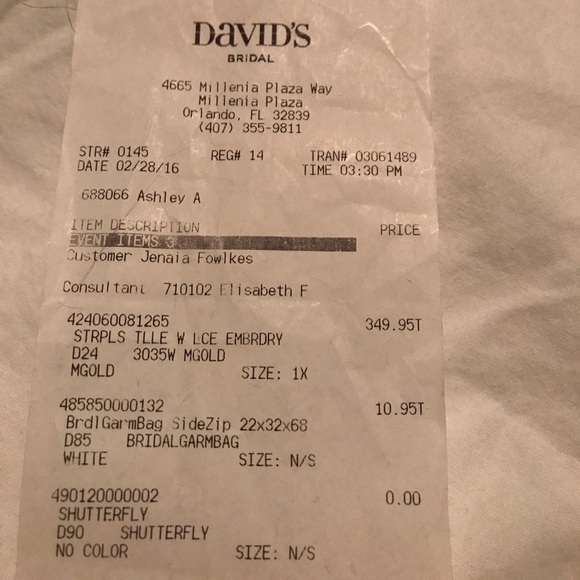 DAVID'S
BRIDAL
4665 Millenia Plaza Way
Millenia Plaza
Orlando, FL 32839
(407) 355-9811
STR# 0145 REG# 14 TRAN# 03061489
DATE 02/28/16 TIME 03:30 PM
688066 Ashley A
ITEM DESCRIPTION PRICE
EVENT ITEMS 3
Customer Jenaia Fowlkes
Consultant 710102 Elisabeth F
424060081265 349.95T
STRPLS TLLE W LCE EMBRDRY
D24 3035W MGOLD
MGOLD SIZE: 1X
485850000132 10.95T
BrdlGarmBag SideZip 22x32x68
D85 BRIDALGARMBAG
WHITE SIZE: N/S
490120000002 0.00
SHUTTERFLY
D90 SHUTTERFLY
NO COLOR SIZE: N/S